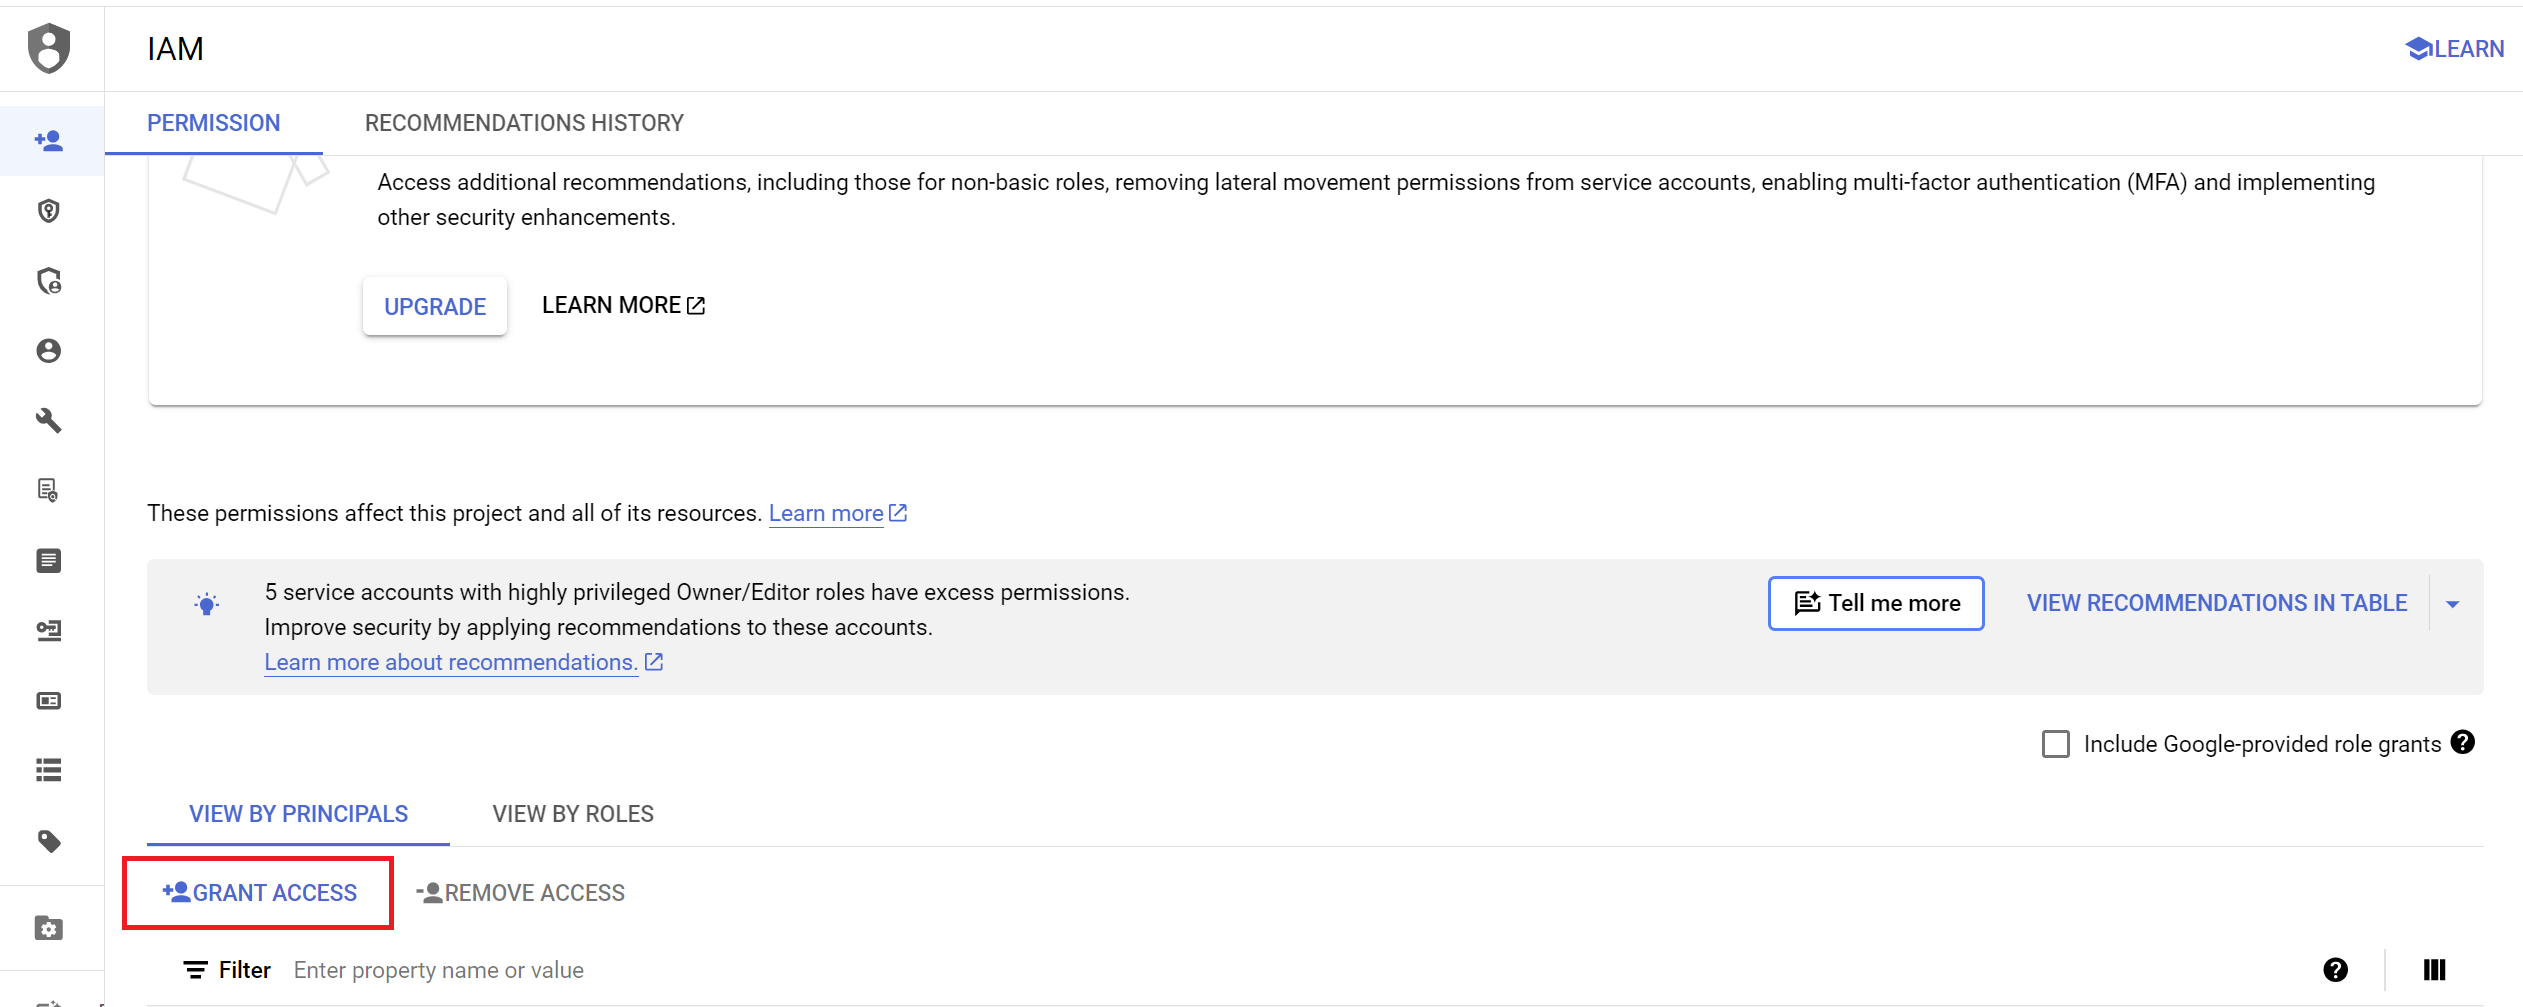 IAM
LEARN
PERMISSION
RECOMMENDATIONS HISTORY
Access additional recommendations, including those for non-basic roles, removing lateral movement permissions from service accounts, enabling multi-factor authentication (MFA) and implementing
other security enhancements.
UPGRADE
LEARN MORE
These permissions affect this project and all of its resources. Learn more
5 service accounts with highly privileged Owner/Editor roles have excess permissions.
Improve security by applying recommendations to these accounts.
Learn more about recommendations.
Tell me more
VIEW RECOMMENDATIONS IN TABLE
Include Google-provided role grants
VIEW BY PRINCIPALS
VIEW BY ROLES
GRANT ACCESS
REMOVE ACCESS
Filter Enter property name or value